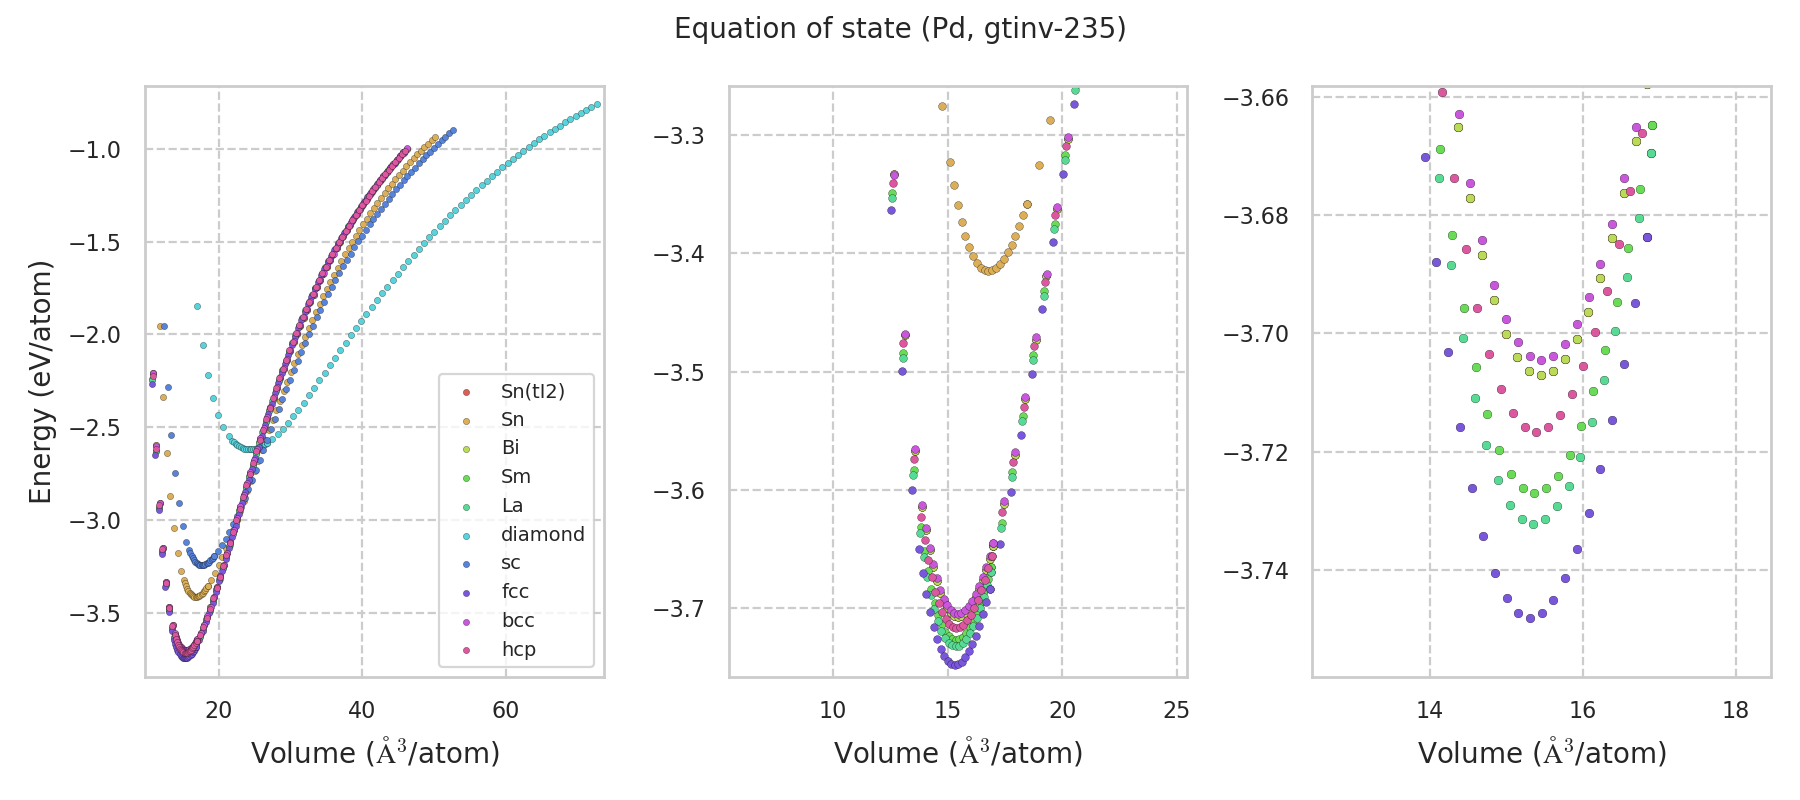 Equation of state (Pd, gtinv-235)
Energy (eV/atom)
−1.0
−1.5
−2.0
−2.5
−3.0
−3.5
20
40
60
Volume (Å³/atom)
Sn(tI2)
Sn
Bi
Sm
La
diamond
sc
fcc
bcc
hcp
−3.3
−3.4
−3.5
−3.6
−3.7
10
15
20
25
Volume (Å³/atom)
−3.66
−3.68
−3.70
−3.72
−3.74
14
16
18
Volume (Å³/atom)